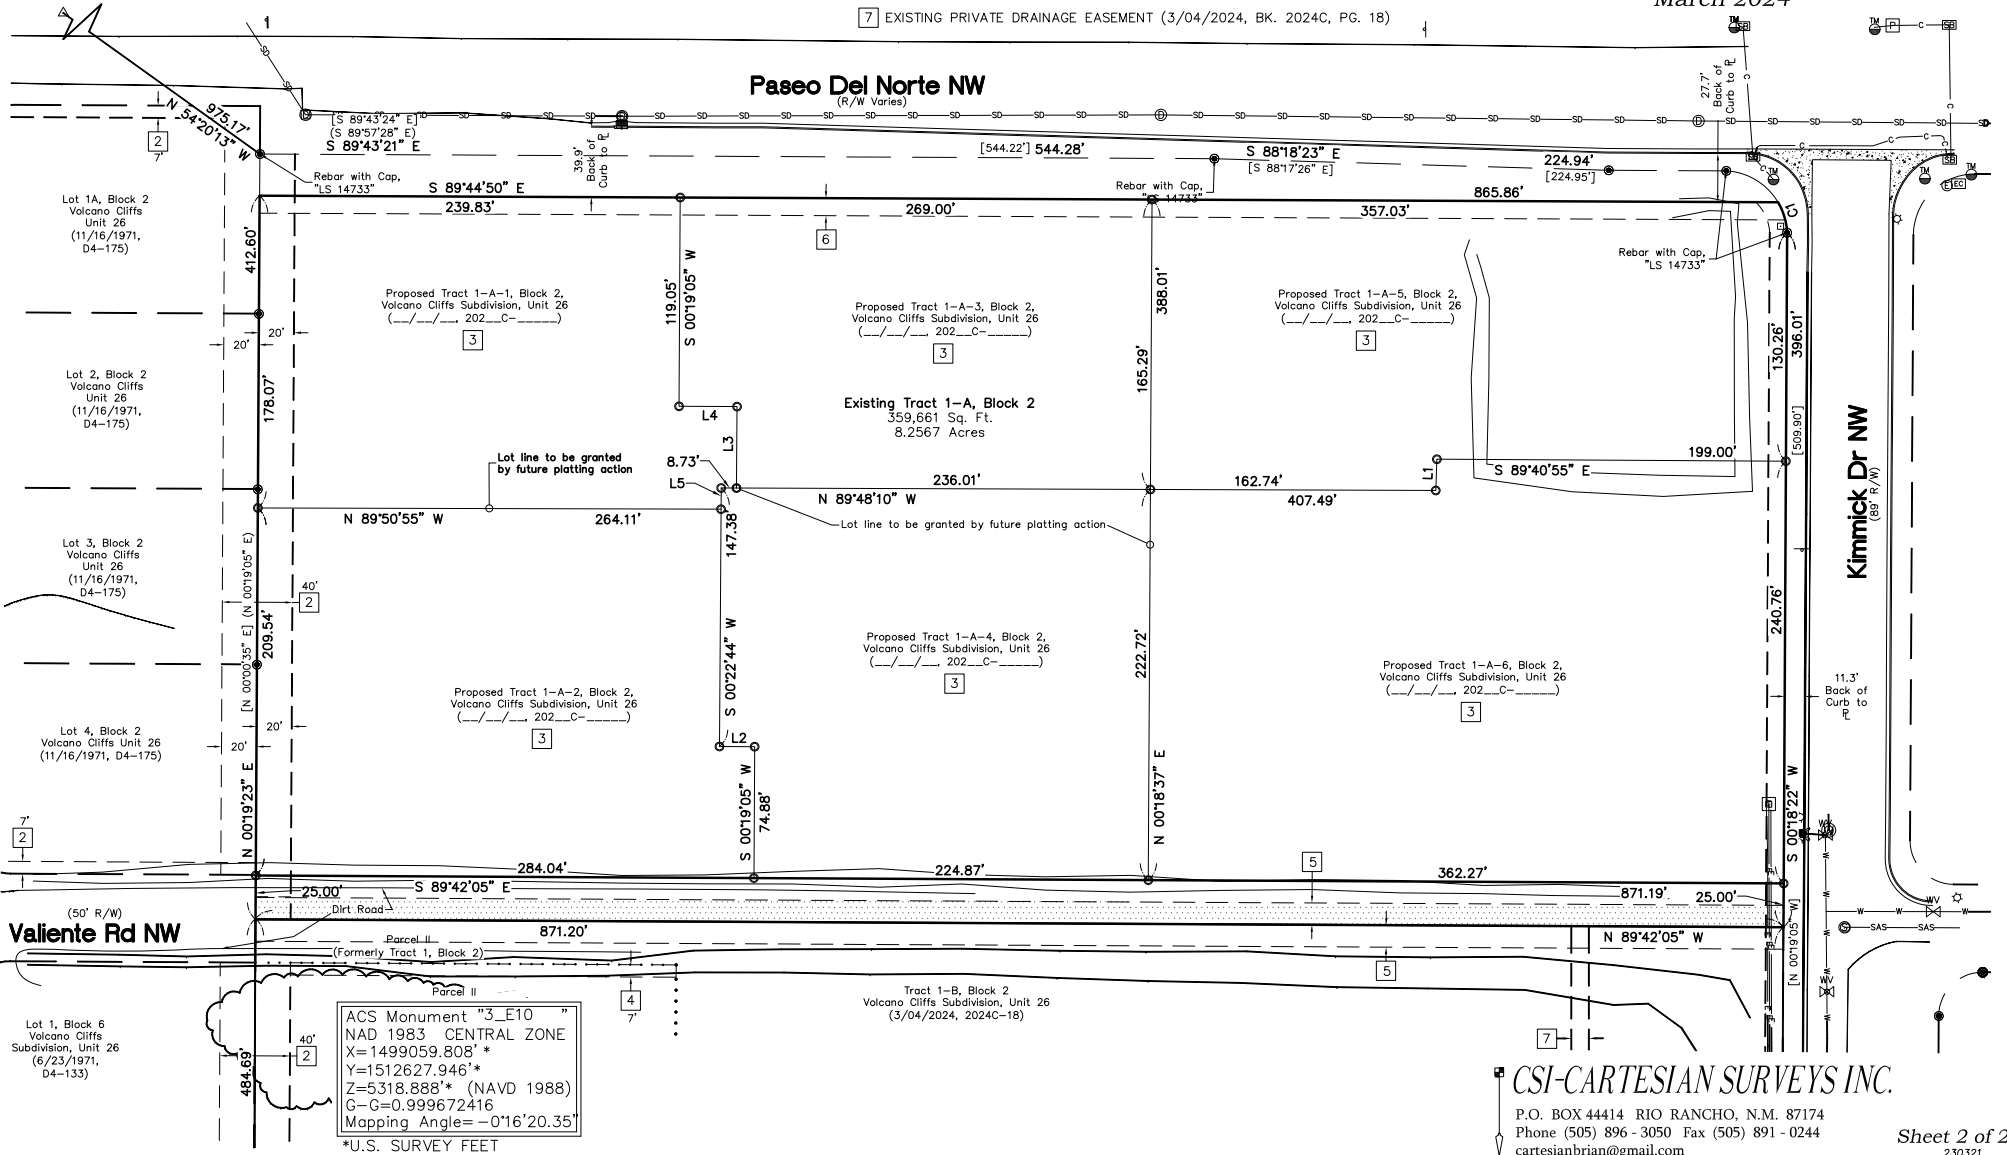 March 2024
7 EXISTING PRIVATE DRAINAGE EASEMENT (3/04/2024, BK. 2024C, PG. 18)
Paseo Del Norte NW
(R/W Varies)
N 54°20'13" W
975.17'
2
7'
[S 89°43'24" E]
(S 89°57'28" E)
S 89°43'21" E
39.9'
Back of
Curb to PL
[544.22'] 544.28'
S 88°18'23" E
[S 88°17'26" E]
224.94'
[224.95']
27.7'
Back of
Curb to PL
Rebar with Cap,
"LS 14733"
Rebar with Cap,
"LS 14733"
Rebar with Cap,
"LS 14733"
C1
S 89°44'50" E
239.83'
269.00'
357.03'
865.86'
6
Lot 1A, Block 2
Volcano Cliffs
Unit 26
(11/16/1971,
D4-175)
412.60'
20'
20'
Proposed Tract 1-A-1, Block 2,
Volcano Cliffs Subdivision, Unit 26
(__/__/__, 202__C-_____)
3
119.05'
S 00°19'05" W
Proposed Tract 1-A-3, Block 2,
Volcano Cliffs Subdivision, Unit 26
(__/__/__, 202__C-_____)
3
388.01'
165.29'
Proposed Tract 1-A-5, Block 2,
Volcano Cliffs Subdivision, Unit 26
(__/__/__, 202__C-_____)
3
130.26'
396.01'
[509.90']
Lot 2, Block 2
Volcano Cliffs
Unit 26
(11/16/1971,
D4-175)
178.07'
Existing Tract 1-A, Block 2
359,661 Sq. Ft.
8.2567 Acres
L4
L3
Lot line to be granted
by future platting action
8.73'
L5
236.01'
N 89°48'10" W
162.74'
407.49'
L1
199.00'
S 89°40'55" E
Kimmick Dr NW
(89' R/W)
N 89°50'55" W
264.11'
147.38'
Lot line to be granted by future platting action
Lot 3, Block 2
Volcano Cliffs
Unit 26
(11/16/1971,
D4-175)
[N 00°00'35" E] (N 00°19'05" E)
209.54'
40'
2
S 00°22'44" W
Proposed Tract 1-A-4, Block 2,
Volcano Cliffs Subdivision, Unit 26
(__/__/__, 202__C-_____)
3
222.72'
240.76'
Proposed Tract 1-A-6, Block 2,
Volcano Cliffs Subdivision, Unit 26
(__/__/__, 202__C-_____)
3
11.3'
Back of
Curb to
PL
Proposed Tract 1-A-2, Block 2,
Volcano Cliffs Subdivision, Unit 26
(__/__/__, 202__C-_____)
3
Lot 4, Block 2
Volcano Cliffs Unit 26
(11/16/1971, D4-175)
20'
20'
L2
N 00°19'23" E
S 00°19'05" W
74.88'
N 00°18'37" E
S 00°18'22" W
7'
2
284.04'
224.87'
5
362.27'
25.00'
S 89°42'05" E
871.19'
25.00'
(50' R/W)
Valiente Rd NW
Dirt Road
871.20'
N 89°42'05" W
[N 00°19'05" W]
Parcel II
(Formerly Tract 1, Block 2)
Parcel II
4
7'
5
Tract 1-B, Block 2
Volcano Cliffs Subdivision, Unit 26
(3/04/2024, 2024C-18)
7
Lot 1, Block 6
Volcano Cliffs
Subdivision, Unit 26
(6/23/1971,
D4-133)
484.69'
40'
2
ACS Monument "3_E10 "
NAD 1983 CENTRAL ZONE
X=1499059.808' *
Y=1512627.946'*
Z=5318.888'* (NAVD 1988)
G-G=0.999672416
Mapping Angle= -0°16'20.35"
*U.S. SURVEY FEET
CSI-CARTESIAN SURVEYS INC.
P.O. BOX 44414 RIO RANCHO, N.M. 87174
Phone (505) 896 - 3050 Fax (505) 891 - 0244
cartesianbrian@gmail.com
Sheet 2 of 2
230321